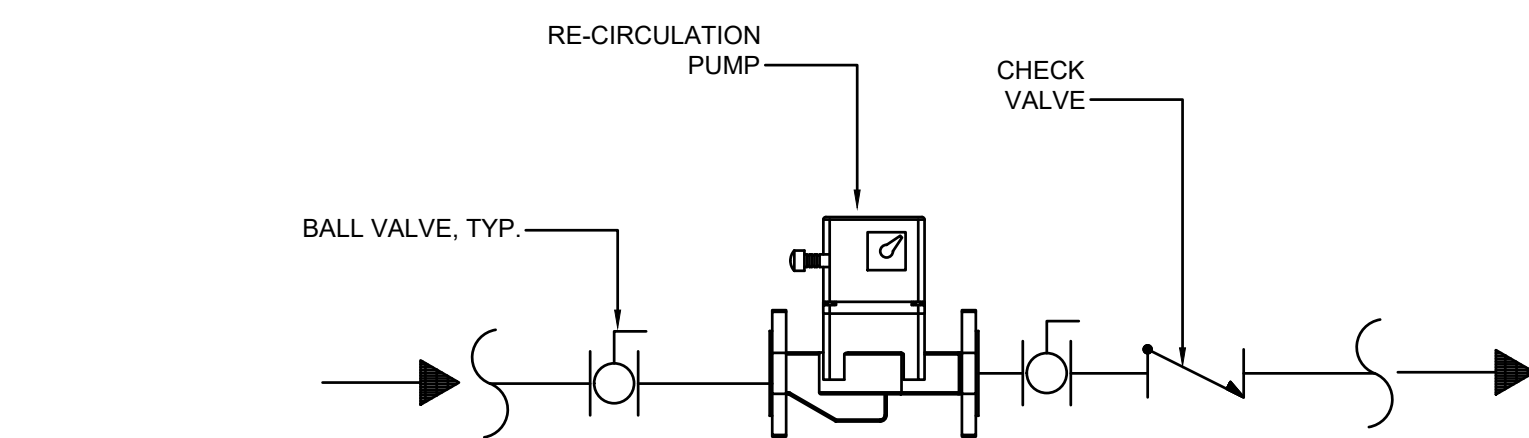 RE-CIRCULATION
PUMP
CHECK
VALVE
BALL VALVE, TYP.